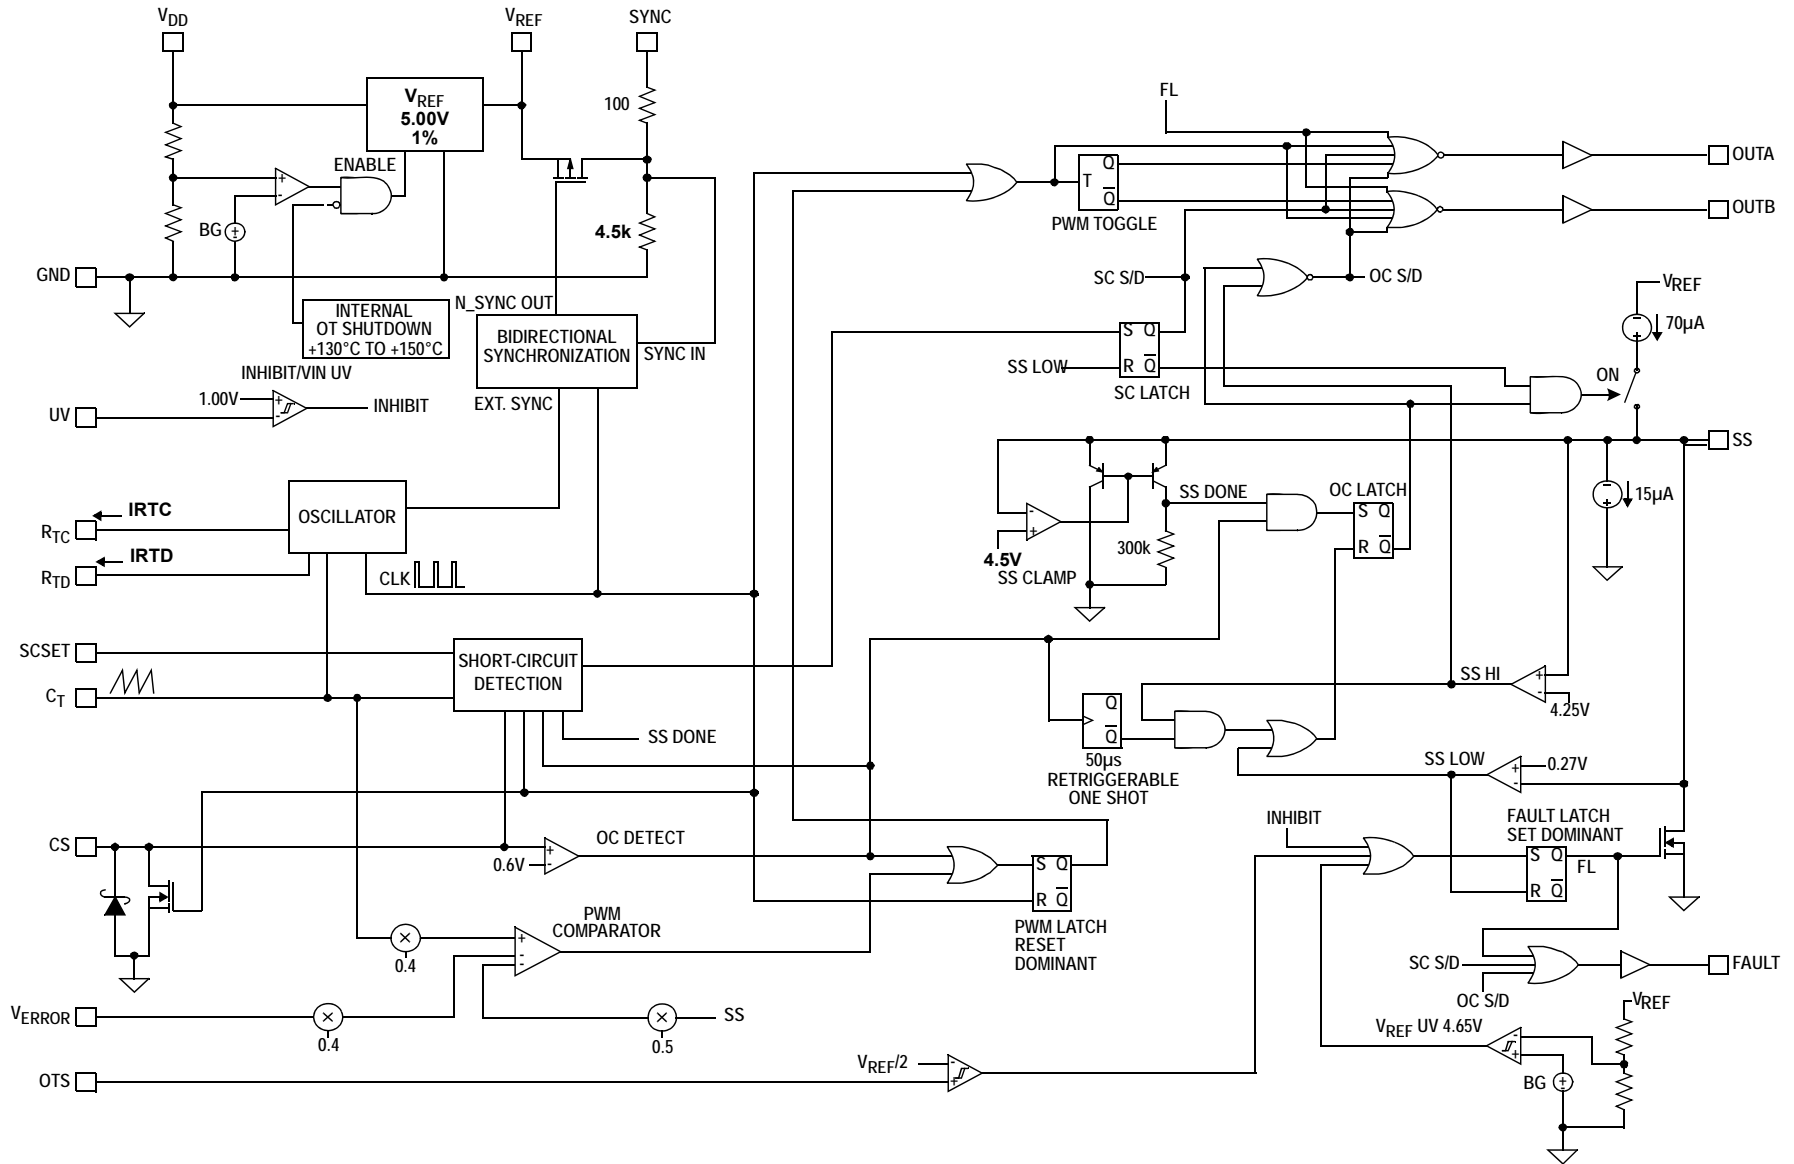 VDD
VREF
SYNC
VREF
5.00V
1%
100
ENABLE
+
-
BG
4.5k
GND
INTERNAL
OT SHUTDOWN
+130°C TO +150°C
N_SYNC OUT
BIDIRECTIONAL
SYNCHRONIZATION
SYNC IN
EXT. SYNC
INHIBIT/VIN UV
1.00V
+
-
INHIBIT
UV
IRTC
RTC
IRTD
RTD
OSCILLATOR
CLK
SCSET
CT
SHORT-CIRCUIT
DETECTION
SS DONE
CS
+
0.6V
-
OC DETECT
PWM
COMPARATOR
+
-
-
0.4
VERROR
0.4
0.5
SS
OTS
VREF/2
-
+
S Q
R Q̅
PWM LATCH
RESET
DOMINANT
FL
T
Q
Q̅
PWM TOGGLE
OUTA
OUTB
SC S/D
OC S/D
S Q
R Q̅
SS LOW
SC LATCH
VREF
70µA
ON
SS
15µA
-
+
4.5V
SS CLAMP
300k
SS DONE
OC LATCH
S Q
R Q̅
Q
Q̅
50µs
RETRIGGERABLE
ONE SHOT
SS HI
+
-
4.25V
SS LOW
+
-
0.27V
INHIBIT
FAULT LATCH
SET DOMINANT
S Q
R Q̅
FL
SC S/D
OC S/D
FAULT
VREF
VREF UV 4.65V
-
+
BG